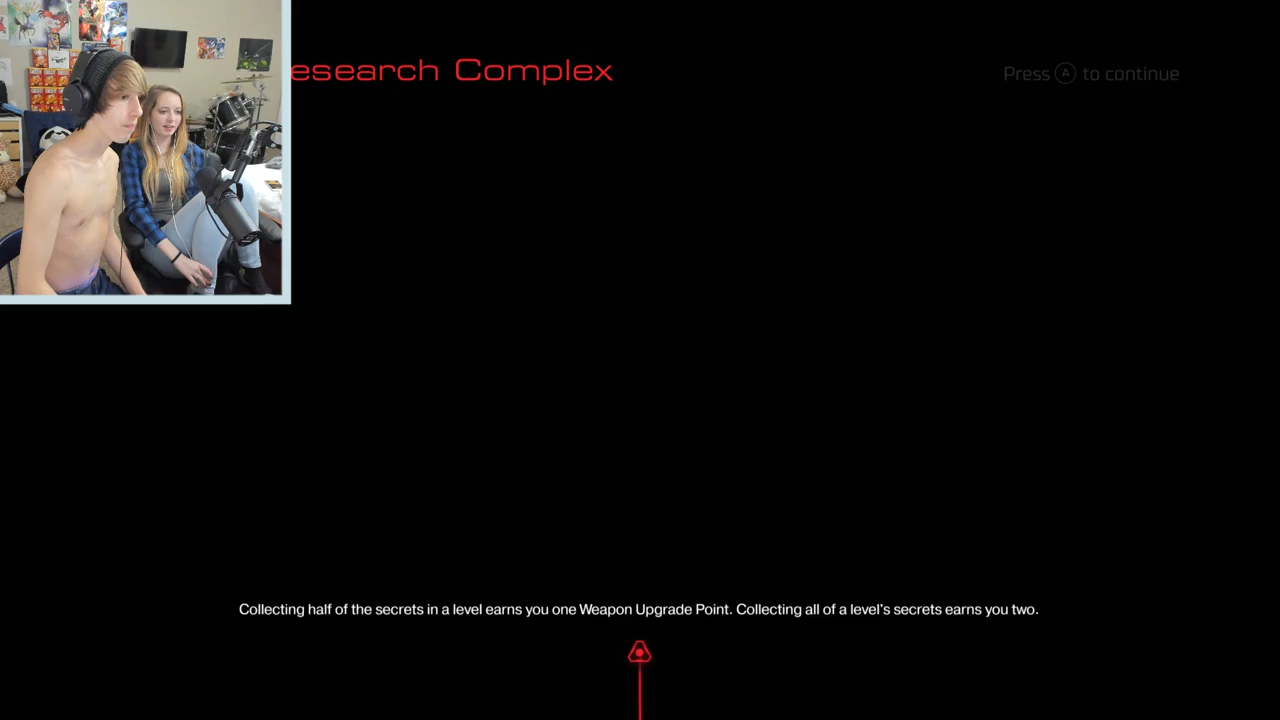 esearch Complex
Press A to continue
Collecting half of the secrets in a level earns you one Weapon Upgrade Point. Collecting all of a level's secrets earns you two.